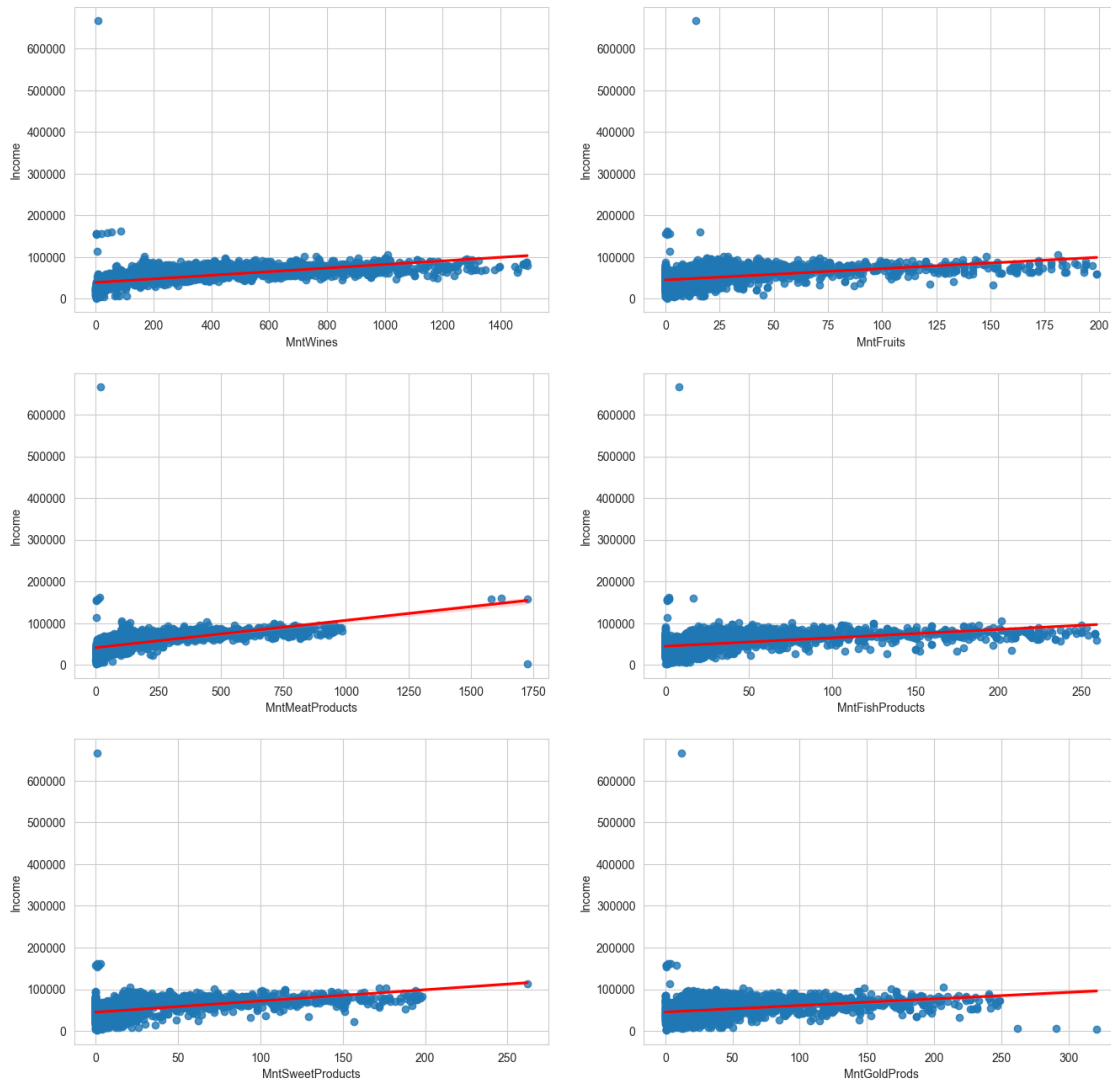 600000
500000
400000
300000
200000
100000
0
Income
0 200 400 600 800 1000 1200 1400
MntWines
600000
500000
400000
300000
200000
100000
0
Income
0 25 50 75 100 125 150 175 200
MntFruits
600000
500000
400000
300000
200000
100000
0
Income
0 250 500 750 1000 1250 1500 1750
MntMeatProducts
600000
500000
400000
300000
200000
100000
0
Income
0 50 100 150 200 250
MntFishProducts
600000
500000
400000
300000
200000
100000
0
Income
0 50 100 150 200 250
MntSweetProducts
600000
500000
400000
300000
200000
100000
0
Income
0 50 100 150 200 250 300
MntGoldProds